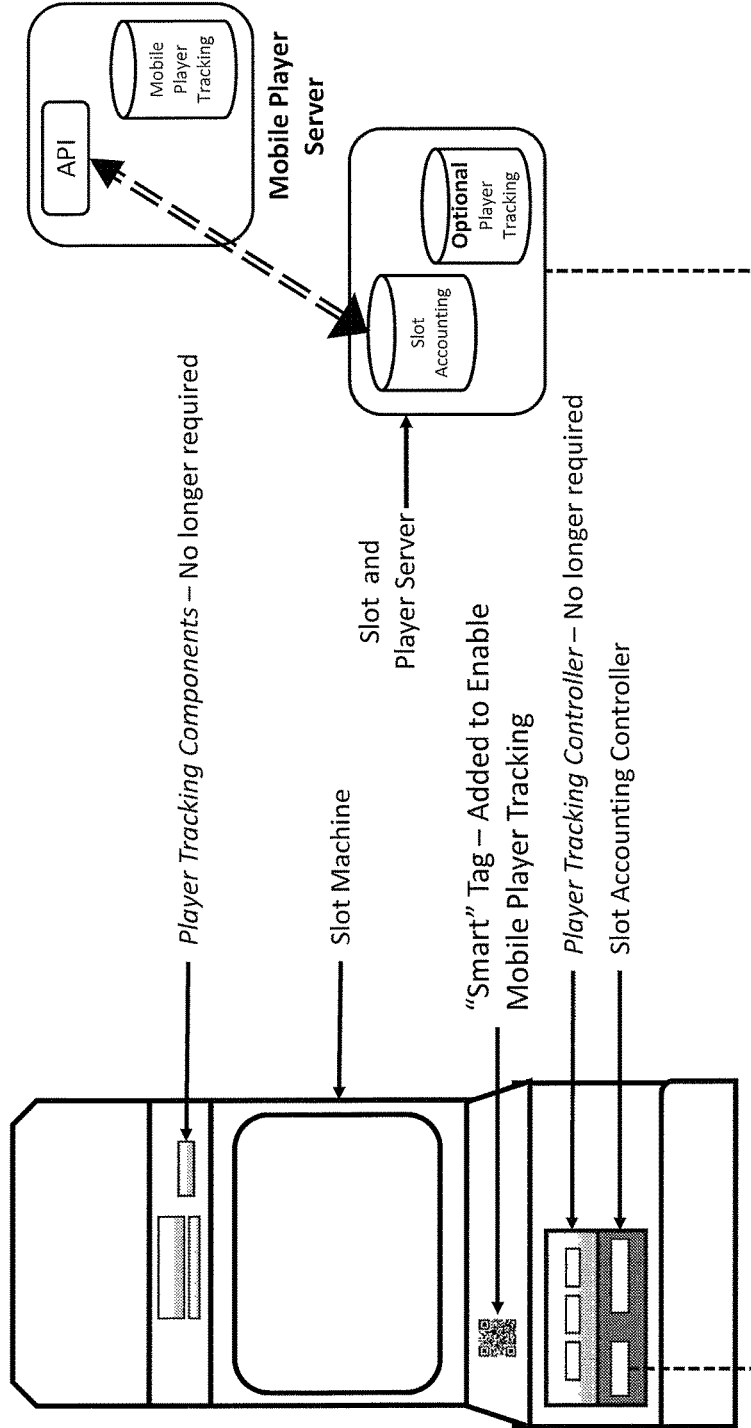 API
Mobile
Player
Tracking
Mobile Player
Server
Slot
Accounting
Optional
Player
Tracking
Slot and
Player Server
Player Tracking Components – No longer required
Slot Machine
“Smart” Tag – Added to Enable
Mobile Player Tracking
Player Tracking Controller – No longer required
Slot Accounting Controller